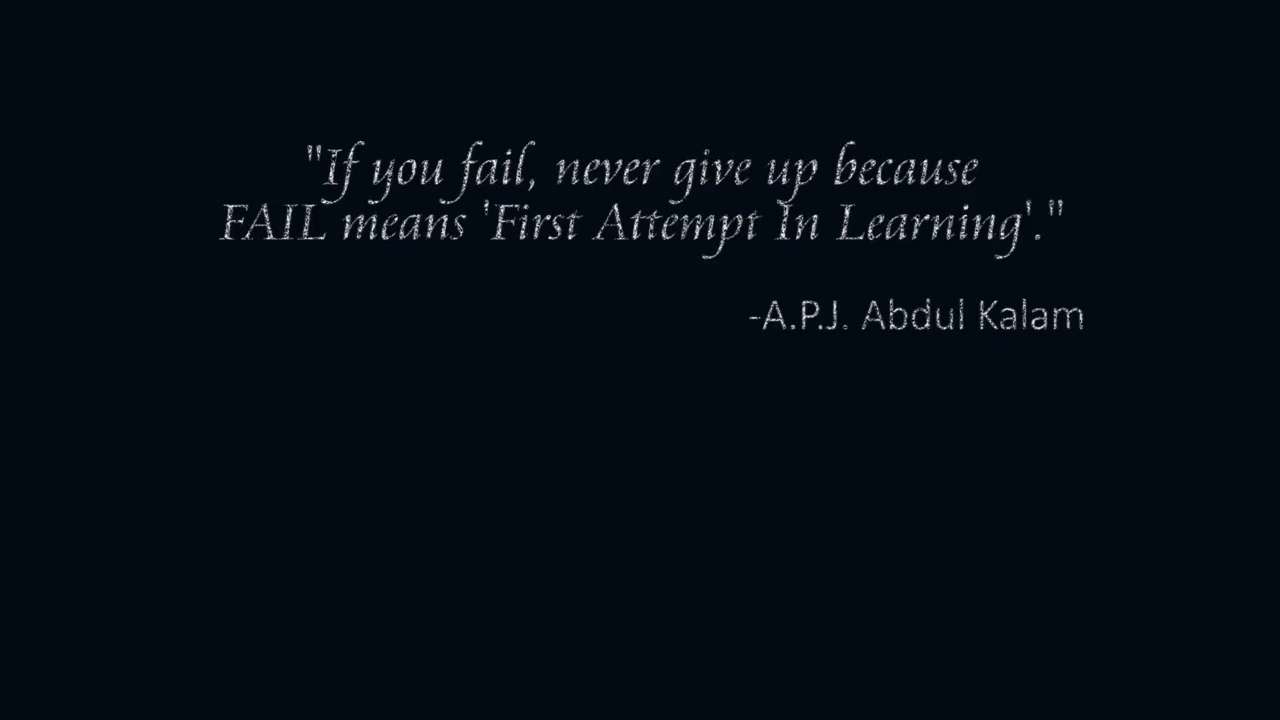 "If you fail, never give up because
FAIL means 'First Attempt In Learning'."
-A.P.J. Abdul Kalam